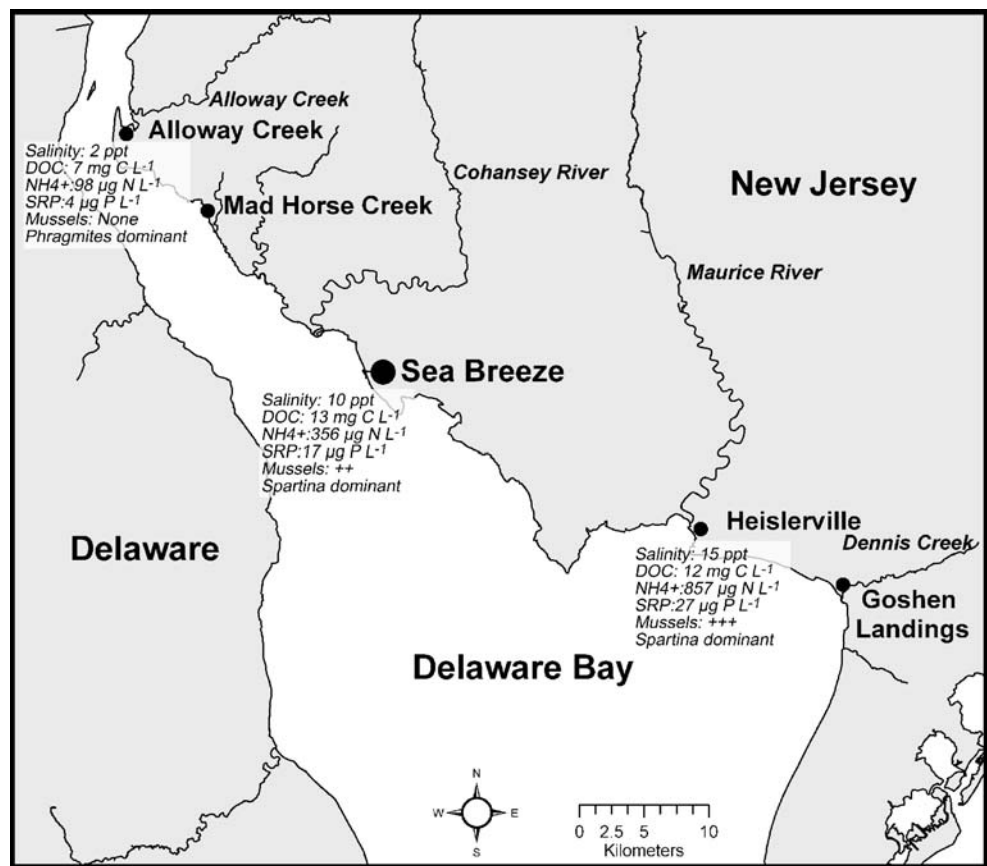 Alloway Creek
Alloway Creek
Salinity: 2 ppt
DOC: 7 mg C L-1
NH4+:98 µg N L-1
SRP:4 µg P L-1
Mussels: None
Phragmites dominant
Mad Horse Creek
Cohansey River
New Jersey
Maurice River
Sea Breeze
Salinity: 10 ppt
DOC: 13 mg C L-1
NH4+:356 µg N L-1
SRP:17 µg P L-1
Mussels: ++
Spartina dominant
Delaware
Heislerville
Dennis Creek
Salinity: 15 ppt
DOC: 12 mg C L-1
NH4+:857 µg N L-1
SRP:27 µg P L-1
Mussels: +++
Spartina dominant
Goshen
Landings
Delaware Bay
N
W E
S
0 2.5 5 10
Kilometers